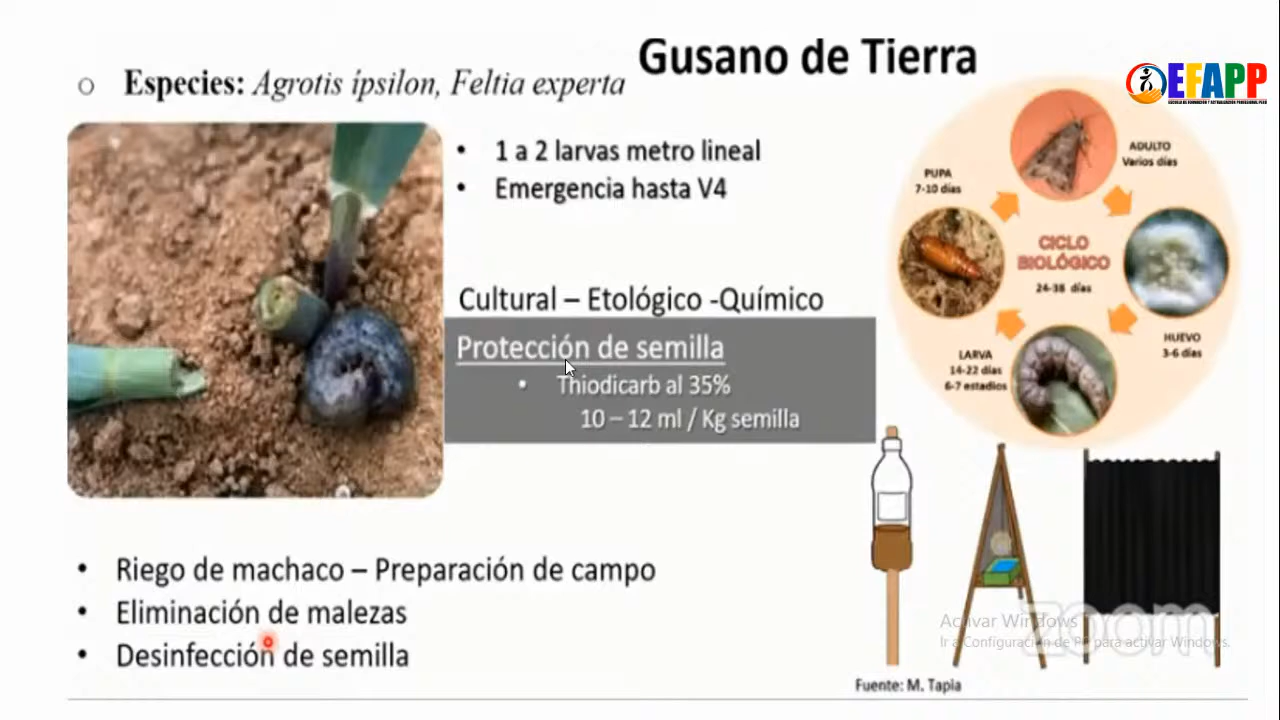 Gusano de Tierra
o Especies: Agrotis ípsilon, Feltia experta
EFAPP
ESCUELA DE FORMACIÓN Y ACTUALIZACIÓN PROFESIONAL PERÚ
• 1 a 2 larvas metro lineal
• Emergencia hasta V4
Cultural – Etológico -Químico
Protección de semilla
• Thiodicarb al 35%
10 – 12 ml / Kg semilla
ADULTO
Varios días
PUPA
7-10 días
CICLO
BIOLÓGICO
24-38 días
HUEVO
3-6 días
LARVA
14-22 días
6-7 estadios
• Riego de machaco – Preparación de campo
• Eliminación de malezas
• Desinfección de semilla
zoom
Activar Windows
Ir a Configuración de PC para activar Windows.
Fuente: M. Tapia